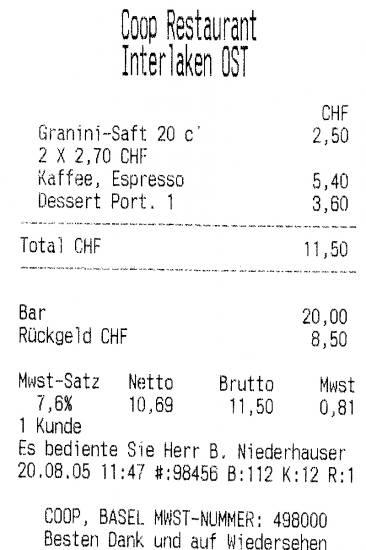 Coop Restaurant
Interlaken OST
CHF
Granini-Saft 20 c' 2,50
2 X 2,70 CHF
Kaffee, Espresso 5,40
Dessert Port. 1 3,60
Total CHF 11,50
Bar 20,00
Rückgeld CHF 8,50
Mwst-Satz Netto Brutto Mwst
7,6% 10,69 11,50 0,81
1 Kunde
Es bediente Sie Herr B. Niederhauser
20.08.05 11:47 #:98456 B:112 K:12 R:1
COOP, BASEL MWST-NUMMER: 498000
Besten Dank und auf Wiedersehen